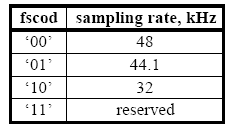 fscod sampling rate, kHz
‘00’ 48
‘01’ 44.1
‘10’ 32
‘11’ reserved